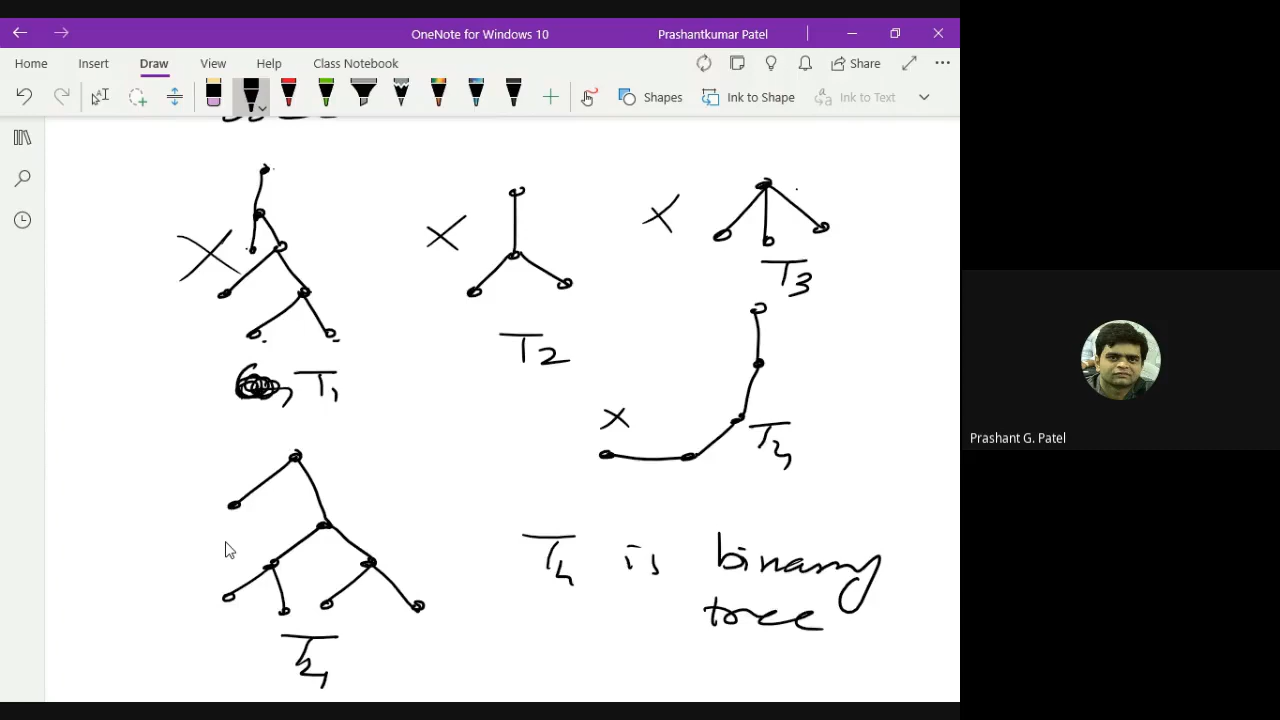 OneNote for Windows 10
Prashantkumar Patel
Home Insert Draw View Help Class Notebook
Share
Shapes
Ink to Shape
Ink to Text
X
X
X
T3
T2
T1
X
T4
T4 is binary
tree
T4
Prashant G. Patel